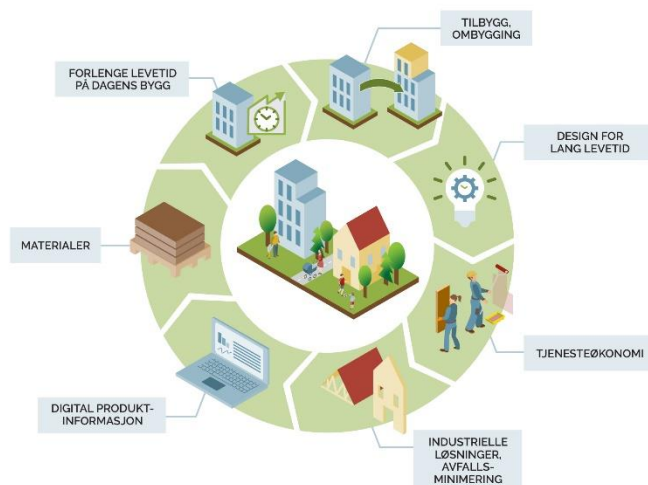 TILBYGG,
OMBYGGING
FORLENGE LEVETID
PÅ DAGENS BYGG
DESIGN FOR
LANG LEVETID
MATERIALER
TJENESTEØKONOMI
DIGITAL PRODUKT-
INFORMASJON
INDUSTRIELLE
LØSNINGER,
AVFALLS-
MINIMERING